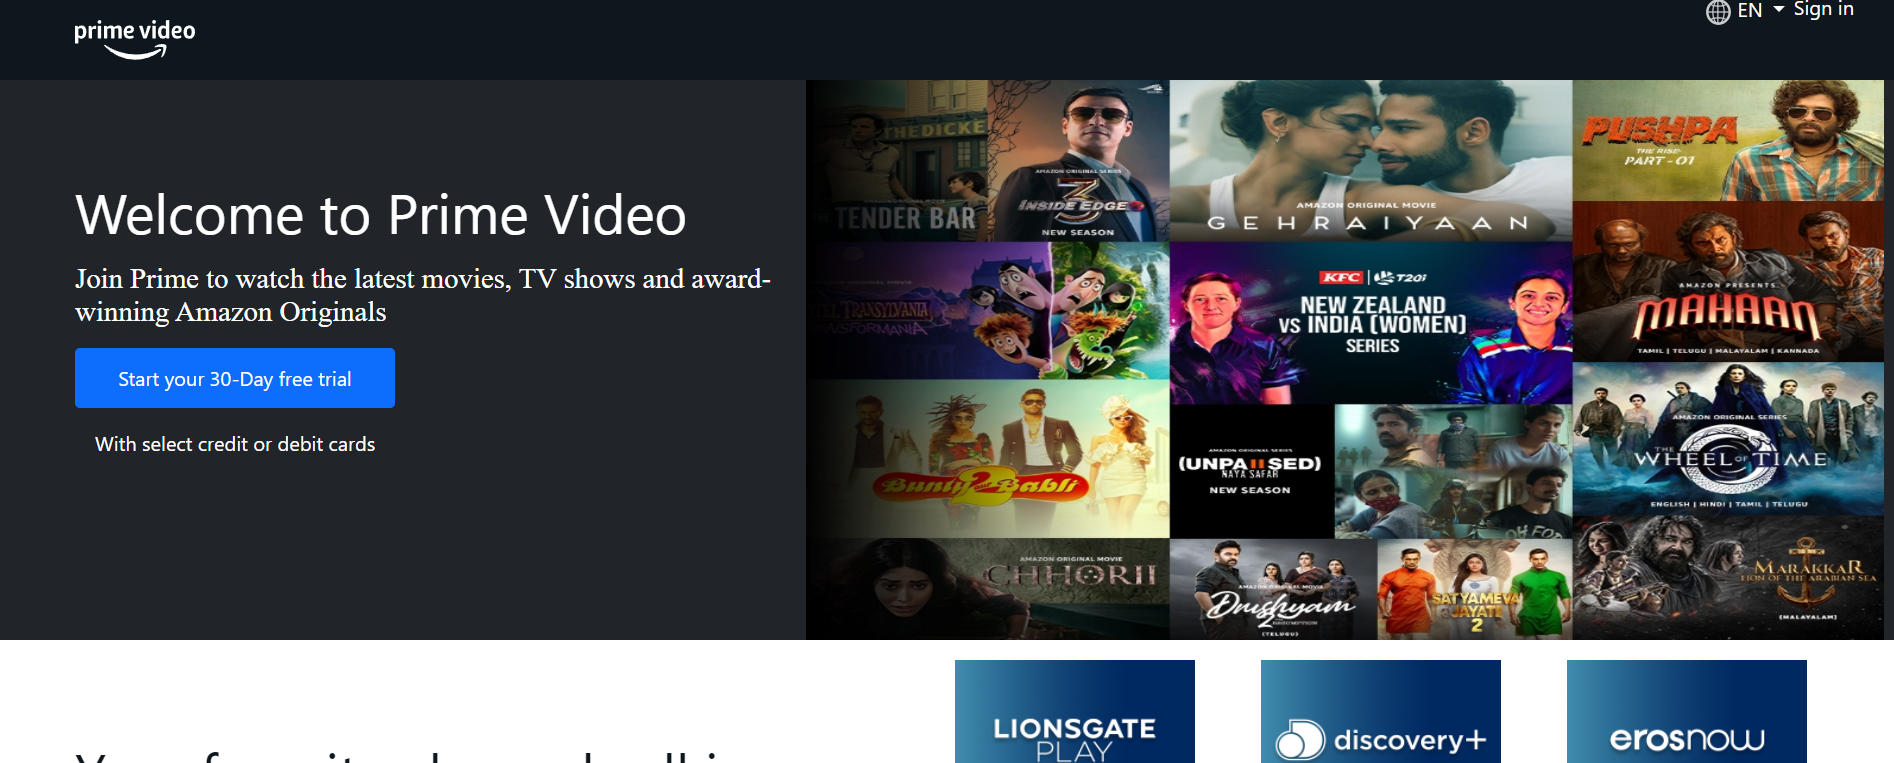 prime video
EN
Sign in
Welcome to Prime Video
Join Prime to watch the latest movies, TV shows and award-
winning Amazon Originals
Start your 30-Day free trial
With select credit or debit cards
THEDICKE
TENDER BAR
AMAZON ORIGINAL SERIES
3
INSIDE EDGE
NEW SEASON
AMAZON ORIGINAL MOVIE
GEHRAIYAAN
PUSHPA
THE RISE
PART-01
TRANSYLVANIA
TRANSFORMANIA
KFC | T20i
NEW ZEALAND
VS INDIA (WOMEN)
SERIES
AMAZON PRESENTS
MAHAAN
TAMIL | TELUGU | MALAYALAM | KANNADA
Bunty aur Babli
2
AMAZON ORIGINAL SERIES
(UNPAUSED)
NAYA SAFAR
NEW SEASON
AMAZON ORIGINAL SERIES
THE
WHEEL OF TIME
ENGLISH | HINDI | TAMIL | TELUGU
AMAZON ORIGINAL MOVIE
CHHORII
AMAZON ORIGINAL MOVIE
Drushyam
2
(TELUGU)
SATYAMEVA
JAYATE
2
MARAKKAR
LION OF THE ARABIAN SEA
(MALAYALAM)
LIONSGATE
PLAY
discovery+
erosnow